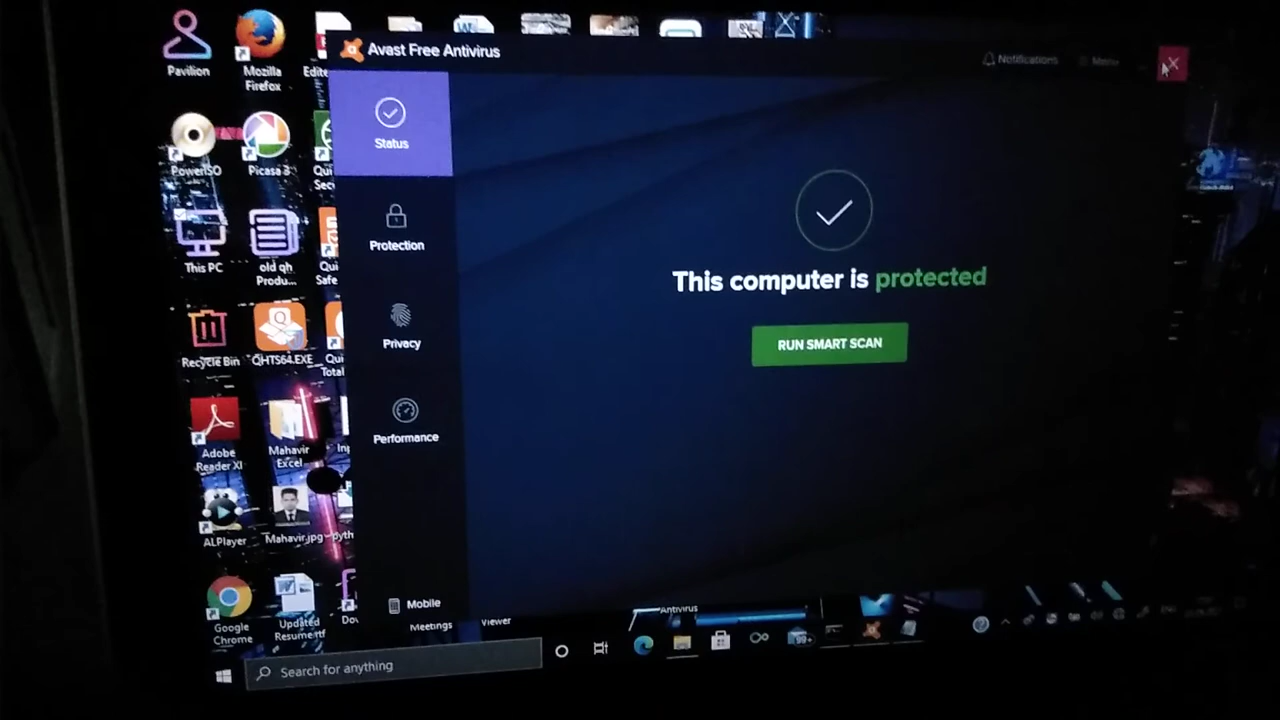 Avast Free Antivirus
Notifications
Menu
Pavilion
Mozilla
Firefox
Status
PowerISO
Picasa 3
Protection
This PC
old qh
Produ...
This computer is protected
RUN SMART SCAN
Privacy
Recycle Bin
QHTS64.EXE
Performance
Adobe
Reader XI
Mahavir
Excel
ALPlayer
Mahavir.jpg
Mobile
Antivirus
Google
Chrome
Updated
Resume.rtf
Meetings
Viewer
99+
Search for anything